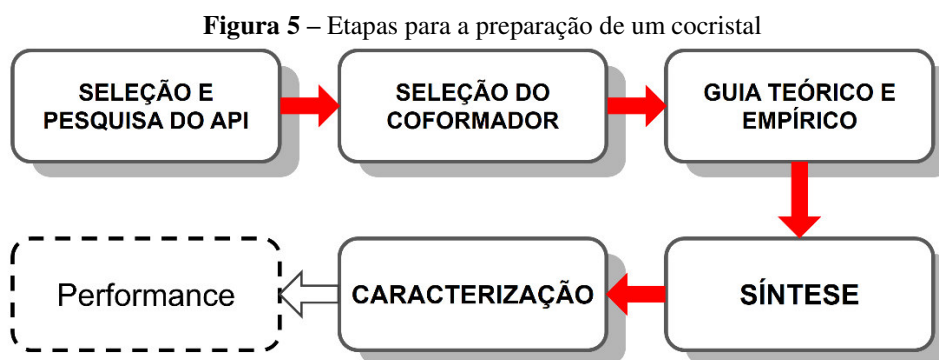 Figura 5 – Etapas para a preparação de um cocristal
SELEÇÃO E
PESQUISA DO API
SELEÇÃO DO
COFORMADOR
GUIA TEÓRICO E
EMPÍRICO
SÍNTESE
CARACTERIZAÇÃO
Performance